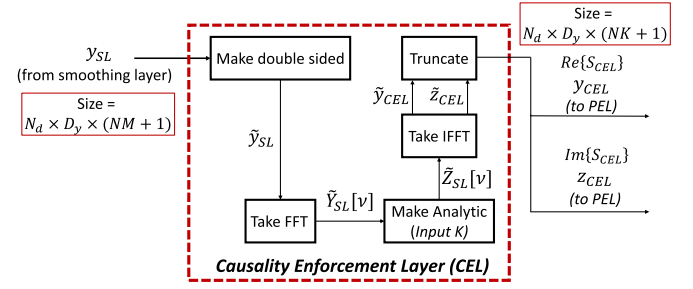 y_SL
(from smoothing layer)
Size =
N_d × D_y × (NM + 1)
Make double sided
ỹ_SL
Take FFT
Ỹ_SL[ν]
Make Analytic
(Input K)
Z̃_SL[ν]
Take IFFT
ỹ_CEL
z̃_CEL
Truncate
Causality Enforcement Layer (CEL)
Size =
N_d × D_y × (NK + 1)
Re{S_CEL}
y_CEL
(to PEL)
Im{S_CEL}
z_CEL
(to PEL)